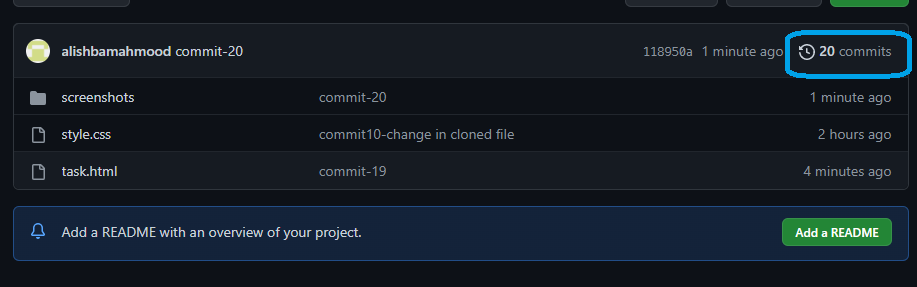 alishbamahmood commit-20 118950a 1 minute ago 20 commits
screenshots commit-20 1 minute ago
style.css commit10-change in cloned file 2 hours ago
task.html commit-19 4 minutes ago
Add a README with an overview of your project. Add a README